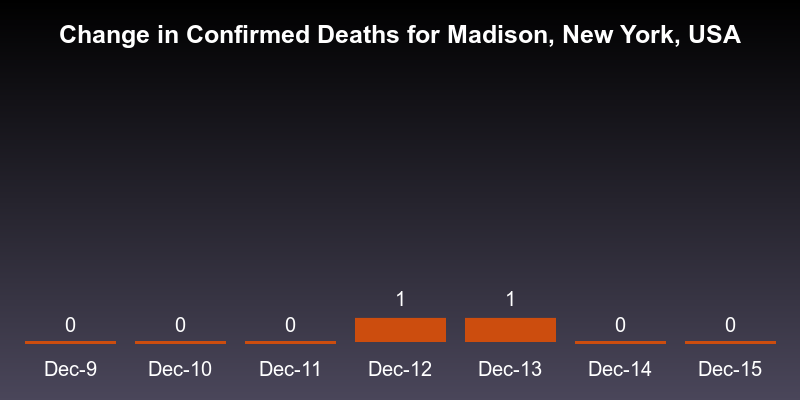 Change in Confirmed Deaths for Madison, New York, USA
1 1
0 0 0 0 0
Dec-9 Dec-10 Dec-11 Dec-12 Dec-13 Dec-14 Dec-15